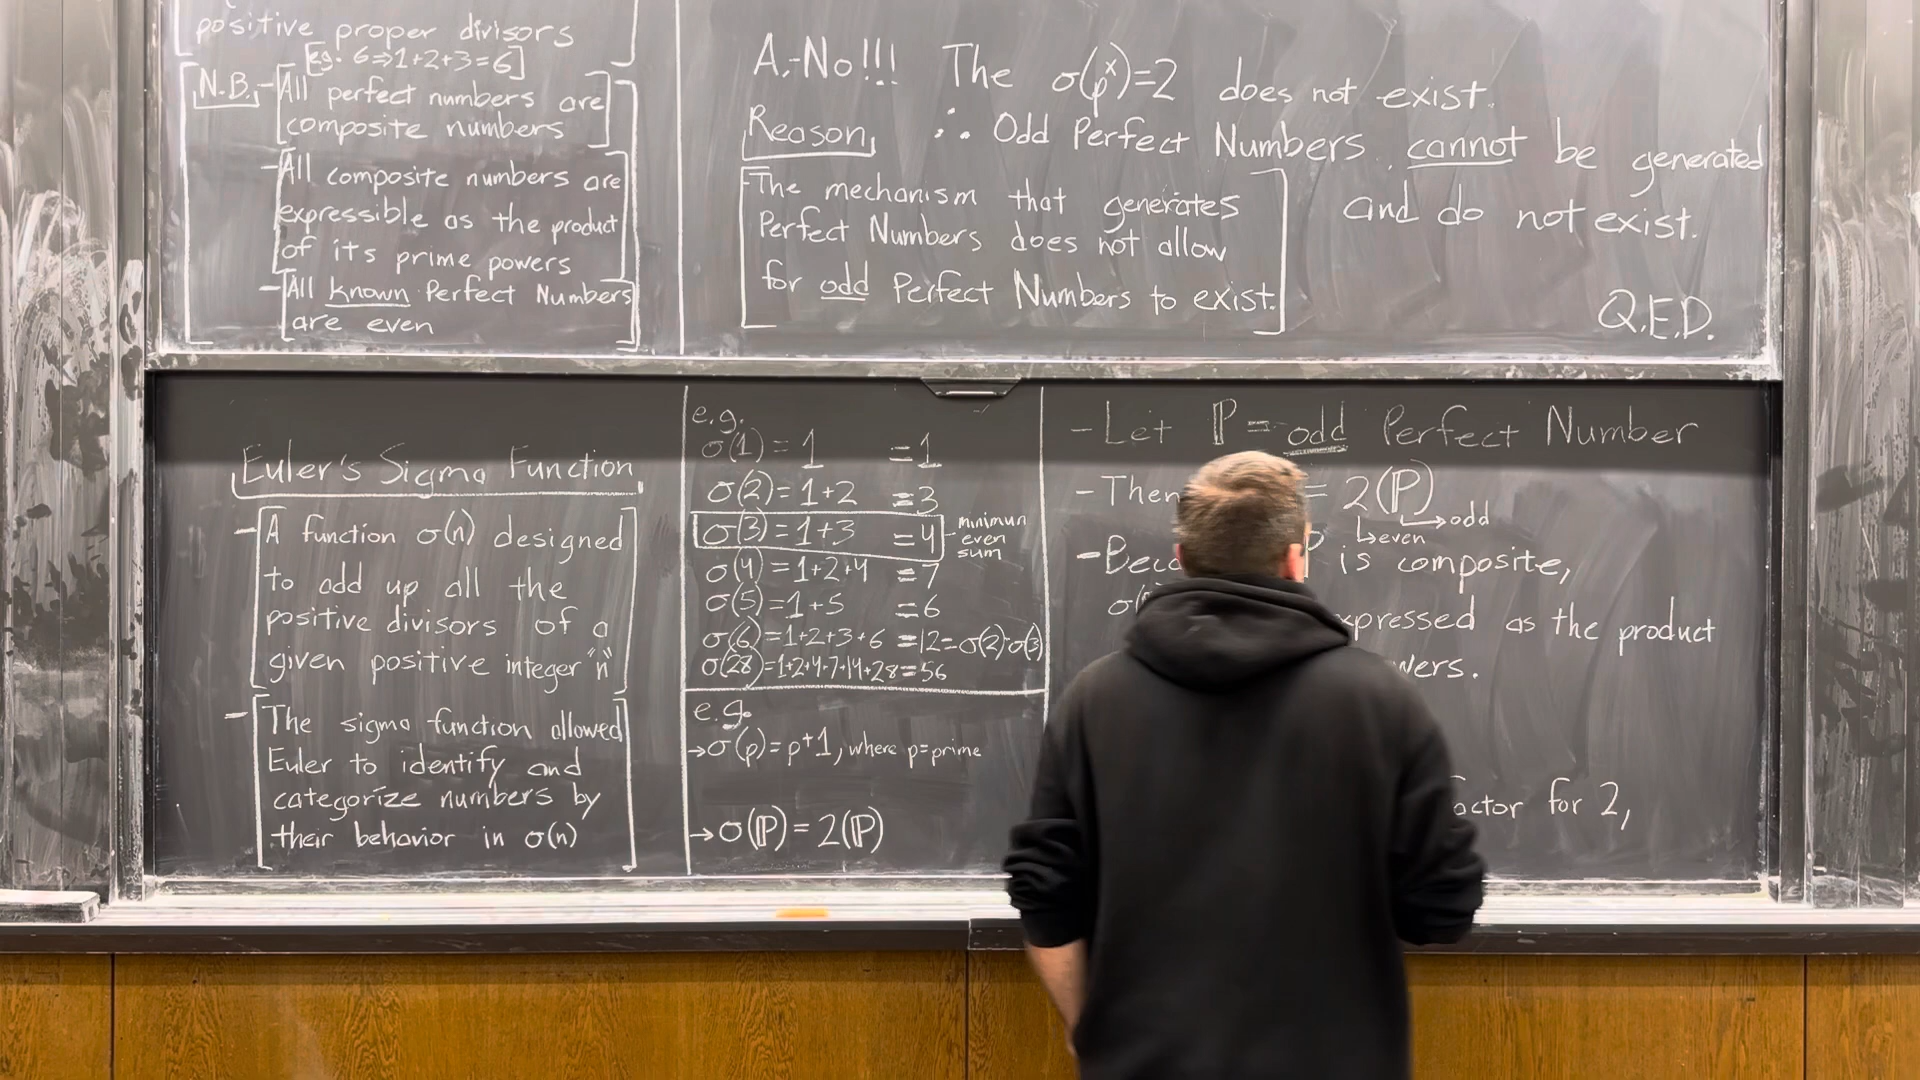 positive proper divisors
[eg. 6⇒1+2+3=6]
N.B. - All perfect numbers are
composite numbers
- All composite numbers are
expressible as the product
of its prime powers
- All known Perfect Numbers
are even
A.-No!!! The σ(p^x)=2 does not exist.
Reason ∴ Odd Perfect Numbers cannot be generated
and do not exist.
- The mechanism that generates
Perfect Numbers does not allow
for odd Perfect Numbers to exist.
Q.E.D.
Euler's Sigma Function
- A function σ(n) designed
to add up all the
positive divisors of a
given positive integer "n"
- The sigma function allowed
Euler to identify and
categorize numbers by
their behavior in σ(n)
e.g.
σ(1) = 1 = 1
σ(2) = 1+2 = 3
σ(3) = 1+3 = 4 - minimum
even
sum
σ(4) = 1+2+4 = 7
σ(5) = 1+5 = 6
σ(6) = 1+2+3+6 = 12 = σ(2)·σ(3)
σ(28) = 1+2+4+7+14+28 = 56
e.g.
→ σ(p) = p+1, where p=prime
→ σ(ℙ) = 2(ℙ)
- Let ℙ = odd Perfect Number
- Then = 2(ℙ)
→ odd
→ even
is composite,
as the product
actor for 2,